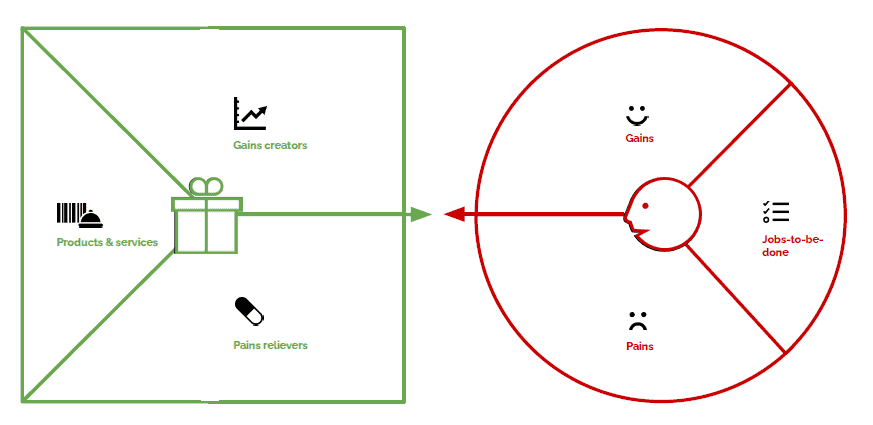 Gains creators
Products & services
Pains relievers
Gains
Jobs-to-be-
done
Pains